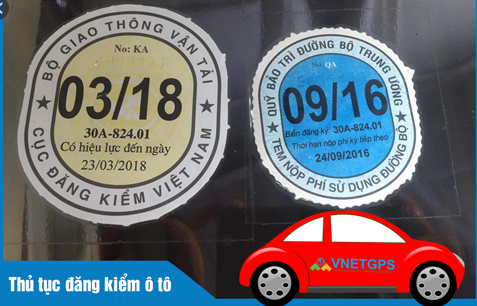 BỘ GIAO THÔNG VẬN TẢI
No: KA
03/18
30A-824.01
Có hiệu lực đến ngày
23/03/2018
CỤC ĐĂNG KIỂM VIỆT NAM
QUỸ BẢO TRÌ ĐƯỜNG BỘ TRUNG ƯƠNG
No: QA
09/16
Biển đăng ký: 30A-824.01
Thời hạn nộp phí kỳ tiếp theo
24/09/2016
TEM NỘP PHÍ SỬ DỤNG ĐƯỜNG BỘ
VNETGPS
Thủ tục đăng kiểm ô tô